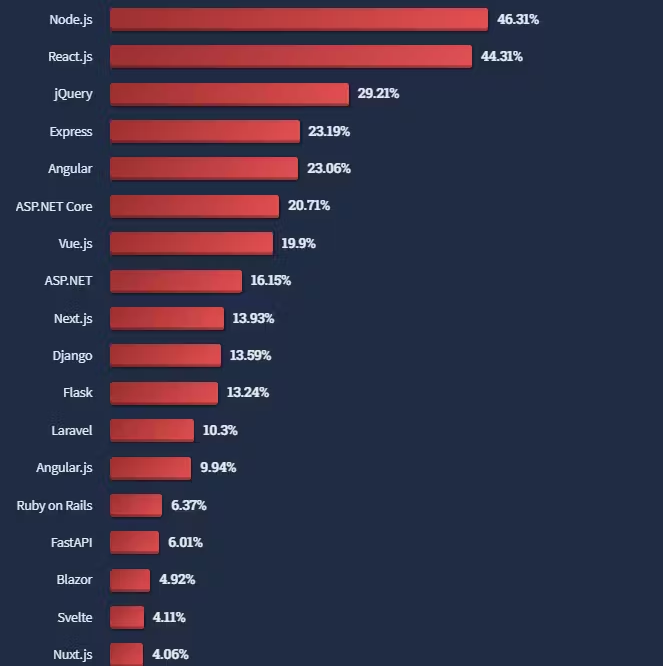 Node.js 46.31%
React.js 44.31%
jQuery 29.21%
Express 23.19%
Angular 23.06%
ASP.NET Core 20.71%
Vue.js 19.9%
ASP.NET 16.15%
Next.js 13.93%
Django 13.59%
Flask 13.24%
Laravel 10.3%
Angular.js 9.94%
Ruby on Rails 6.37%
FastAPI 6.01%
Blazor 4.92%
Svelte 4.11%
Nuxt.js 4.06%